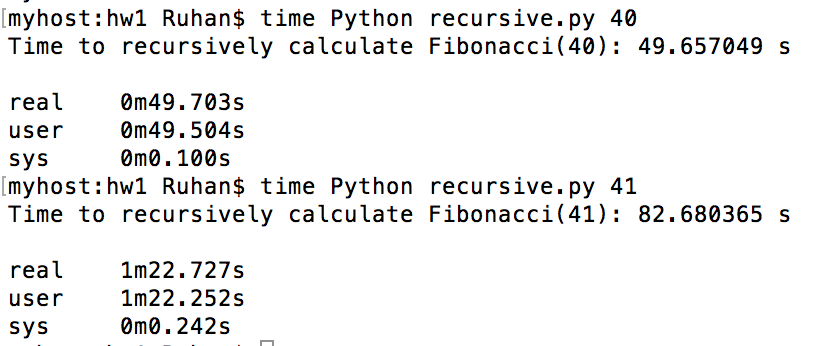 [myhost:hw1 Ruhan$ time Python recursive.py 40
Time to recursively calculate Fibonacci(40): 49.657049 s
real 0m49.703s
user 0m49.504s
sys 0m0.100s
[myhost:hw1 Ruhan$ time Python recursive.py 41
Time to recursively calculate Fibonacci(41): 82.680365 s
real 1m22.727s
user 1m22.252s
sys 0m0.242s